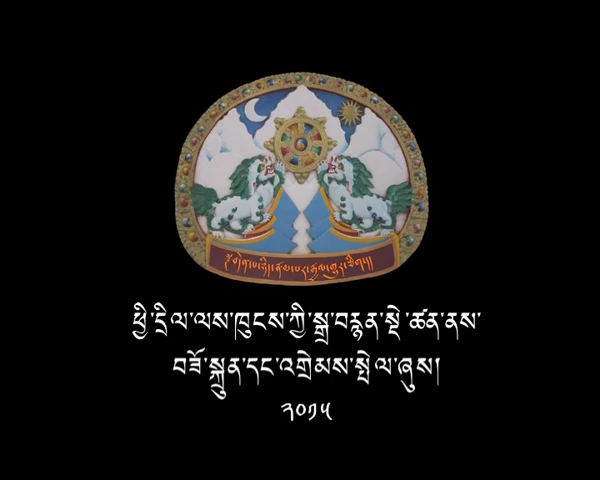 ཕྱི་དྲིལ་ལས་ཁུངས་ཀྱི་སྒྲ་བརྙན་སྡེ་ཚན་ནས་
བཟོ་སྐྲུན་དང་འགྲེམས་སྤེལ་ཞུས།
༢༠༡༥